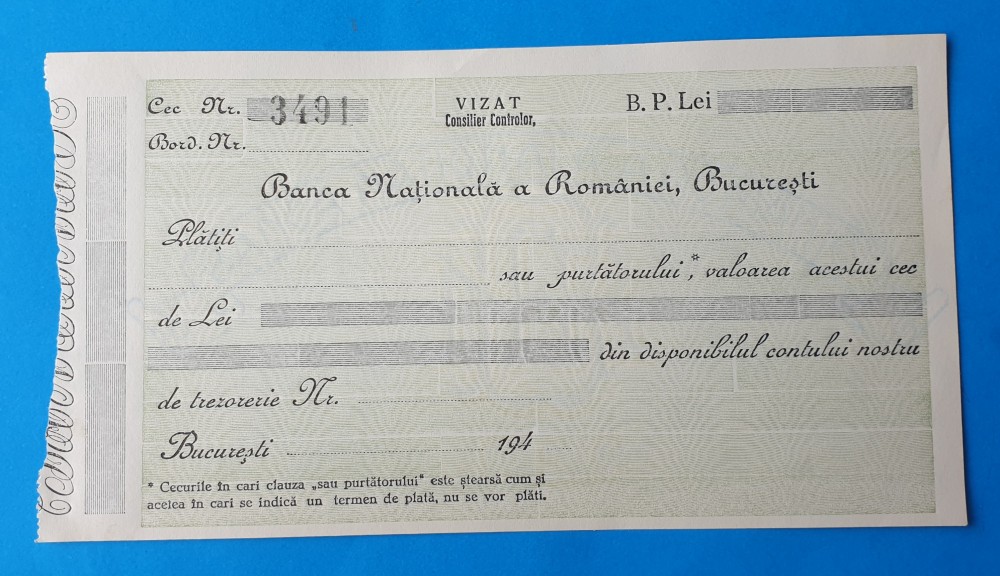 Cec Nr. 3491
VIZAT
Consilier Controlor,
B. P. Lei
Bord. Nr.
Banca Națională a României, București
Plătiți
sau purtătorului,* valoarea acestui cec
de Lei
din disponibilul contului nostru
de trezorerie Nr.
București 194
* Cecurile în cari clauza „sau purtătorului“ este ștearsă cum și
acelea în cari se indică un termen de plată, nu se vor plăti.